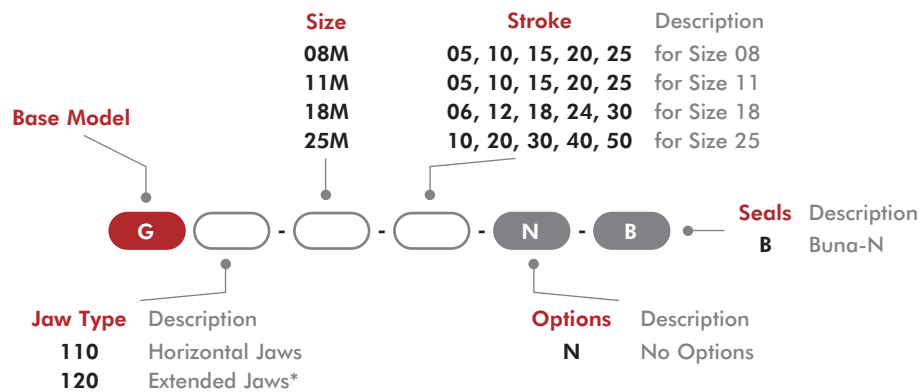 Size Stroke Description
08M 05, 10, 15, 20, 25 for Size 08
11M 05, 10, 15, 20, 25 for Size 11
18M 06, 12, 18, 24, 30 for Size 18
25M 10, 20, 30, 40, 50 for Size 25
Base Model
G - - - N - B
Seals Description
B Buna-N
Jaw Type Description
110 Horizontal Jaws
120 Extended Jaws*
Options Description
N No Options